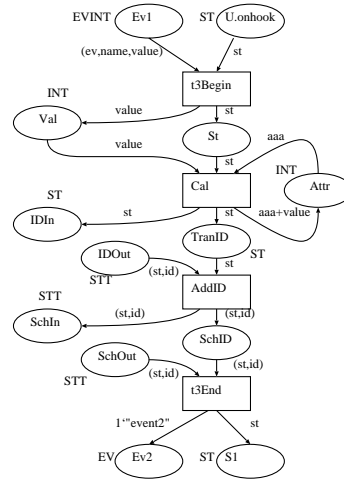 EVINT Ev1 ST U.onhook
(ev,name,value) st
t3Begin
INT
value st
Val St
value st aaa
Cal INT
ST Attr
IDIn st st aaa+value
TranID
IDOut ST
STT (st,id) st
AddID
STT
(st,id) (st,id)
SchIn SchID
SchOut
STT (st,id) (st,id)
t3End
1‘"event2" st
EV Ev2 ST S1